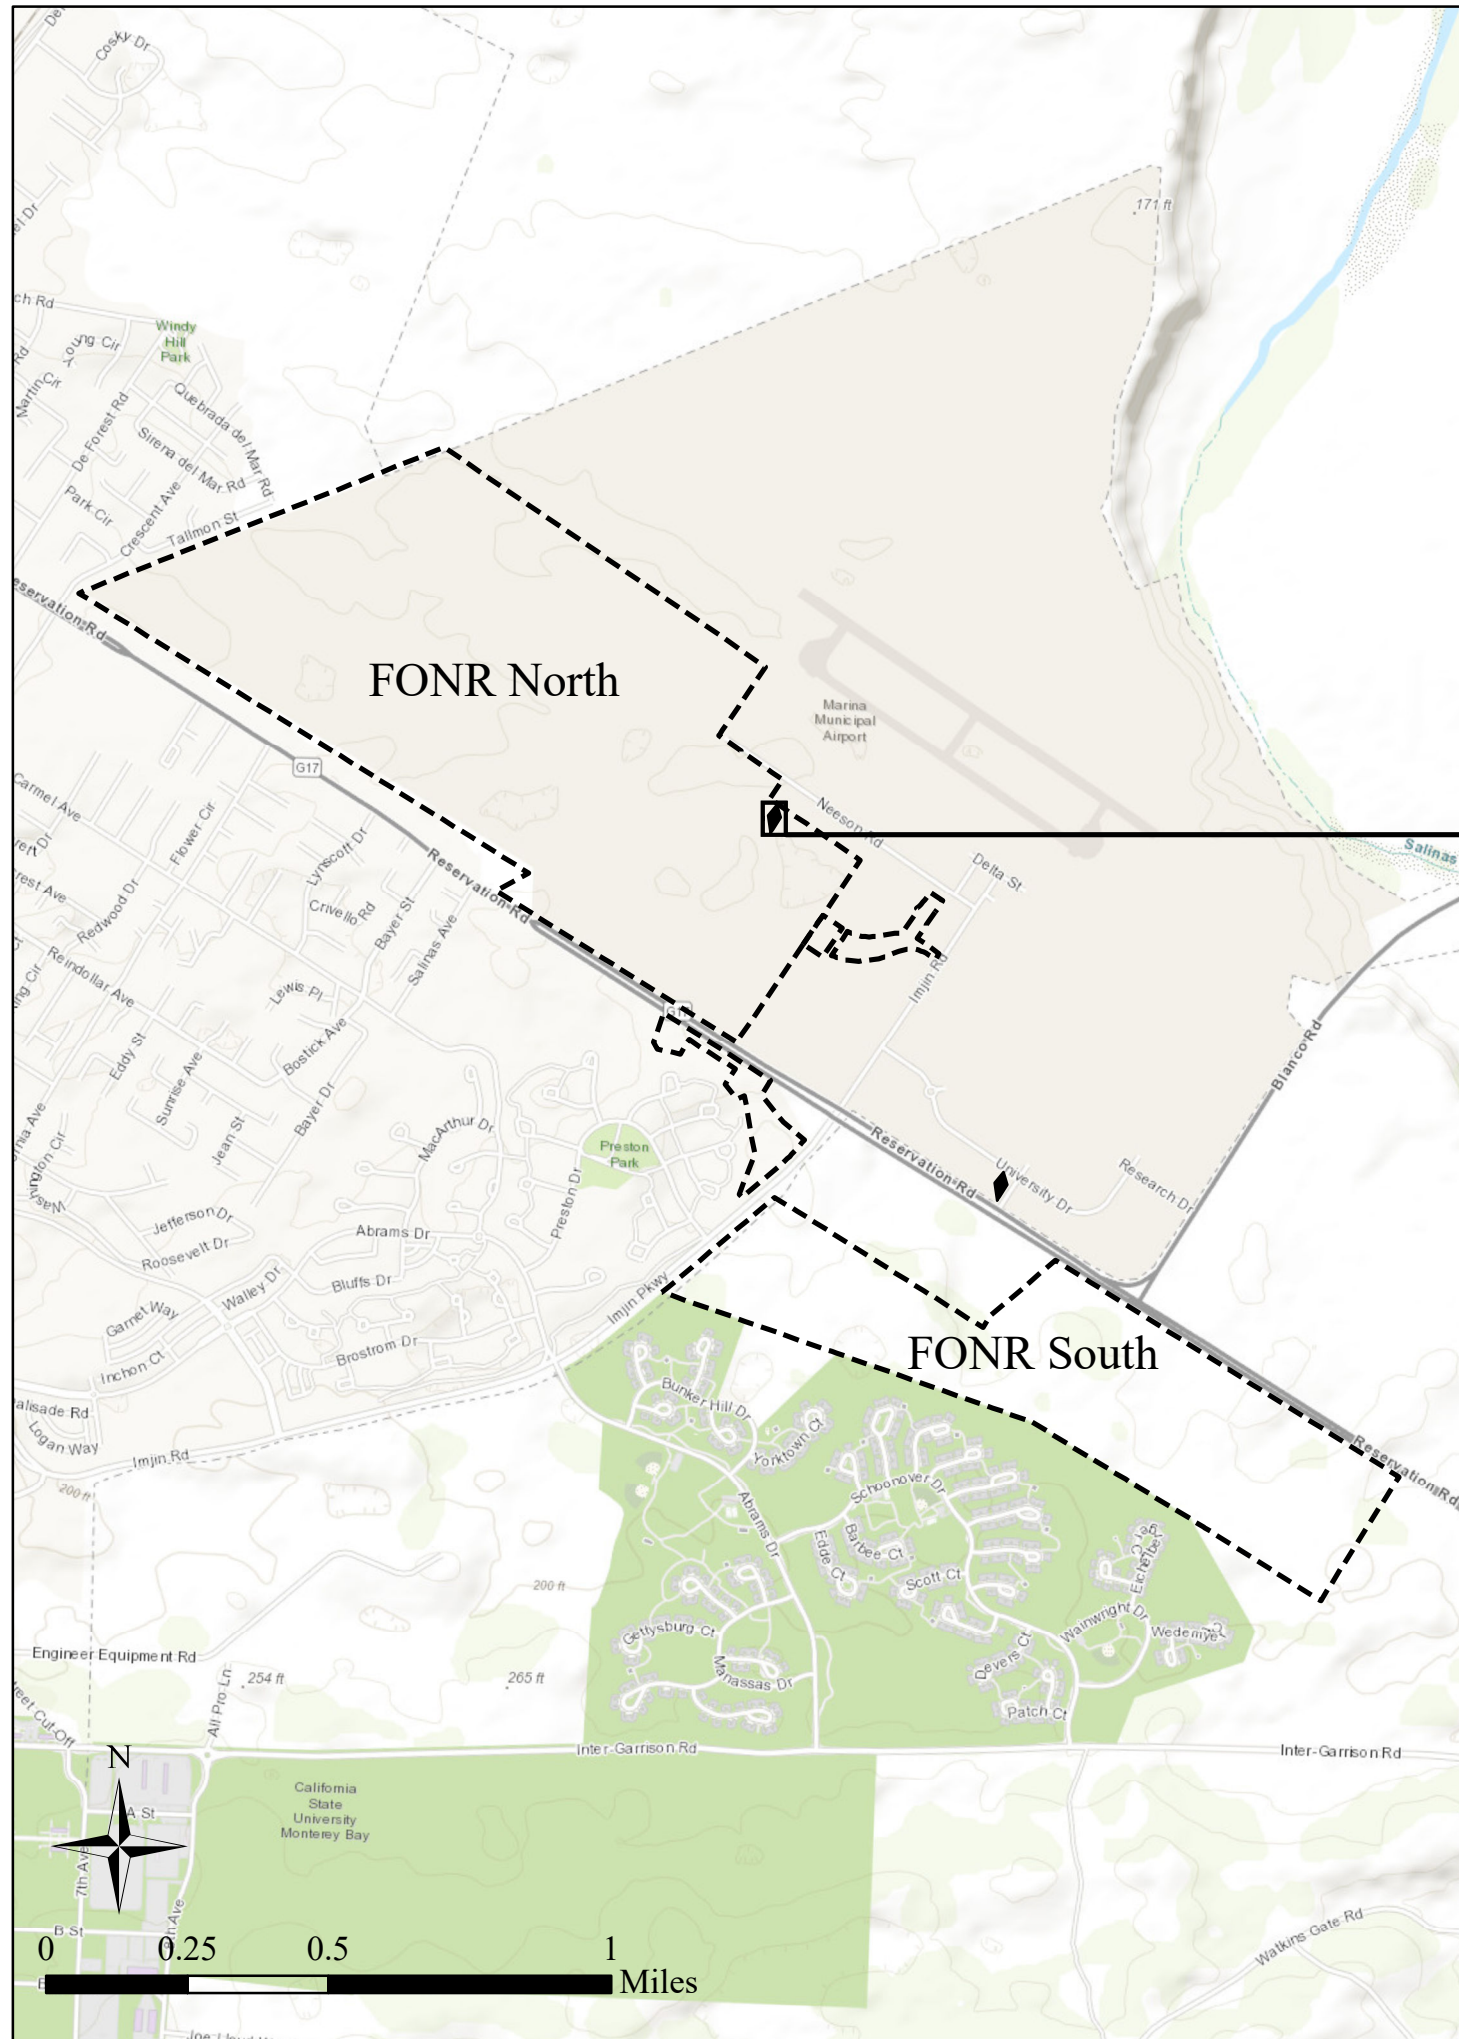 Cosky Dr
171 ft
Windy
Hill
Park
Quebrada del Mar Rd
De Forest Rd
Sirena del Mar Rd
Martin Cir
Park Cir
Crescent Ave
Tallmon St
Reservation Rd
FONR North
Marina
Municipal
Airport
G17
Carmel Ave
Flower Cir
Neeson Rd
Salinas
Lynscott Dr
Reservation Rd
Delta St
Redwood Dr
Crivello Rd
Bayer St
Salinas Ave
Reindollar Ave
Lewis Pl
Imjin Rd
Eddy St
Bostick Ave
Sunrise Ave
Blanco Rd
Bayer Dr
Jean St
MacArthur Dr
Preston
Park
Reservation Rd
University Dr
Research Dr
Preston Dr
Jefferson Dr
Abrams Dr
Roosevelt Dr
Walley Dr
Bluffs Dr
Imjin Pkwy
Garnet Way
Brostrom Dr
FONR South
Inchon Ct
Bunker Hill Dr
Logan Way
Yorktown Ct
Imjin Rd
Reservation Rd
200 ft
Schoonover Dr
Abrams Dr
Barbee Ct
Edde Ct
Scott Ct
200 ft
Gettysburg Ct
Wainwright Dr
Engineer Equipment Rd
254 ft
265 ft
Manassas Dr
Devers Ct
Patch Ct
All Pro Ln
Inter-Garrison Rd
Inter-Garrison Rd
N
California
State
University
Monterey Bay
A St
7th Ave
B St
Watkins Gate Rd
0 0.25 0.5 1
Miles